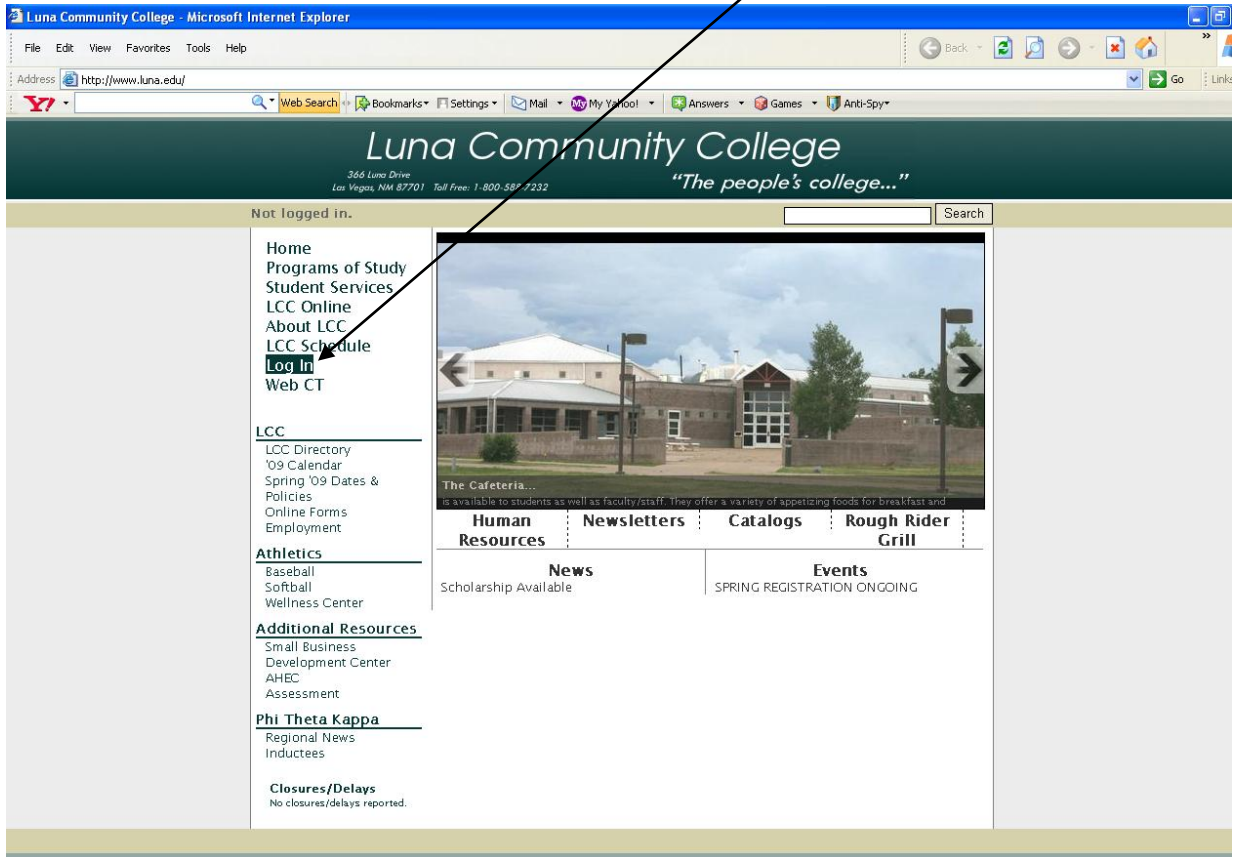 Luna Community College - Microsoft Internet Explorer
File Edit View Favorites Tools Help
Back
Address http://www.luna.edu/
Go Links
Y7 Web Search Bookmarks Settings Mail My Yahoo! Answers Games Anti-Spy
Luna Community College
366 Luna Drive
Las Vegas, NM 87701 Toll Free: 1-800-588-7232
"The people's college..."
Not logged in.
Search
Home
Programs of Study
Student Services
LCC Online
About LCC
LCC Schedule
Log In
Web CT
LCC
LCC Directory
'09 Calendar
Spring '09 Dates &
Policies
Online Forms
Employment
Athletics
Baseball
Softball
Wellness Center
Additional Resources
Small Business
Development Center
AHEC
Assessment
Phi Theta Kappa
Regional News
Inductees
Closures/Delays
No closures/delays reported.
The Cafeteria...
is available to students as well as faculty/staff. They offer a variety of appetizing foods for breakfast and
Human
Resources
Newsletters
Catalogs
Rough Rider
Grill
News
Scholarship Available
Events
SPRING REGISTRATION ONGOING